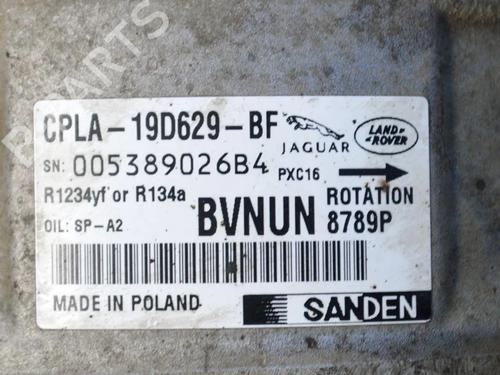 CPLA-19D629-BF
JAGUAR
LAND-
-ROVER
SN: 005389026B4 PXC16
R1234yf or R134a
ROTATION
OIL: SP-A2 BVNUN 8789P
MADE IN POLAND
SANDEN